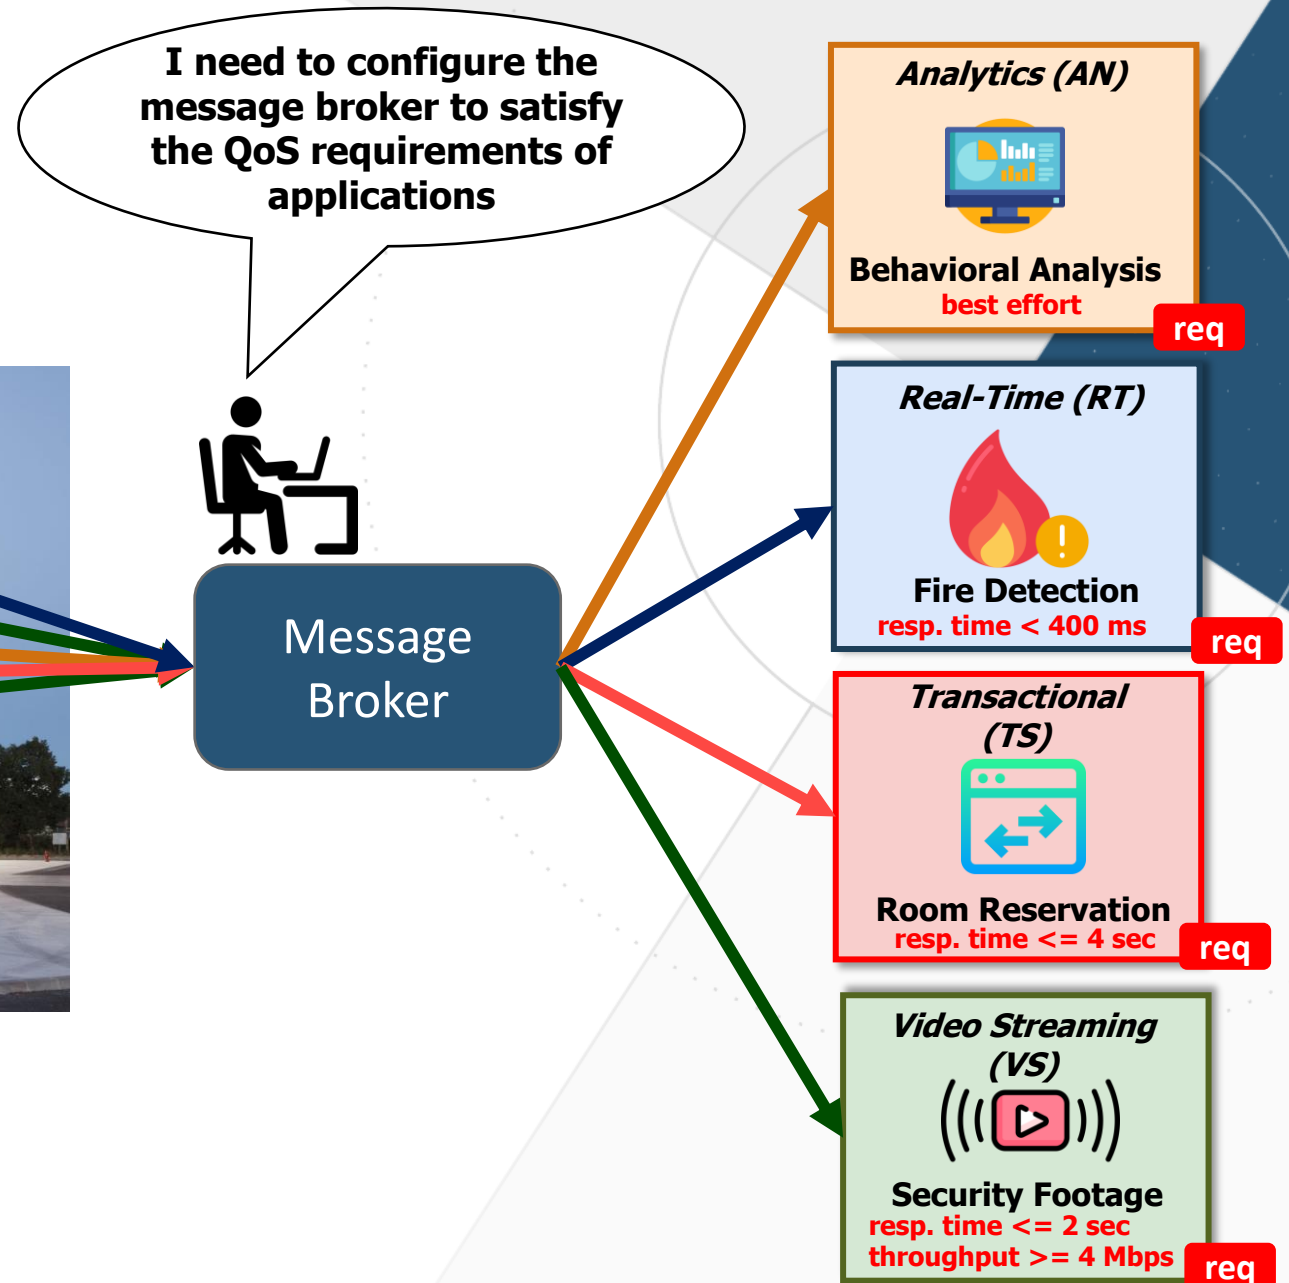 I need to configure the
message broker to satisfy
the QoS requirements of
applications
Message
Broker
Analytics (AN)
Behavioral Analysis
best effort
req
Real-Time (RT)
!
Fire Detection
resp. time < 400 ms
req
Transactional
(TS)
Room Reservation
resp. time <= 4 sec
req
Video Streaming
(VS)
Security Footage
resp. time <= 2 sec
throughput >= 4 Mbps
req